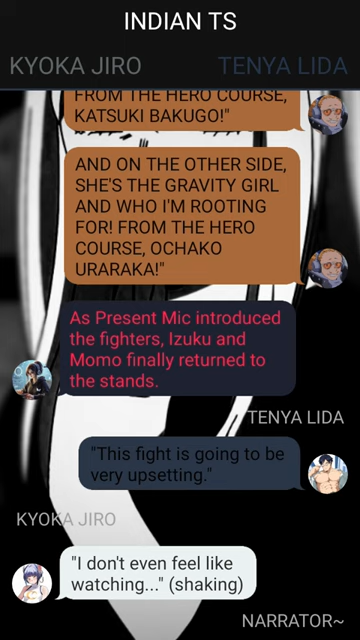 INDIAN TS
KYOKA JIRO
TENYA LIDA
FROM THE HERO COURSE,
KATSUKI BAKUGO!"
AND ON THE OTHER SIDE,
SHE'S THE GRAVITY GIRL
AND WHO I'M ROOTING
FOR! FROM THE HERO
COURSE, OCHAKO
URARAKA!"
As Present Mic introduced
the fighters, Izuku and
Momo finally returned to
the stands.
TENYA LIDA
"This fight is going to be
very upsetting."
KYOKA JIRO
"I don't even feel like
watching..." (shaking)
NARRATOR~